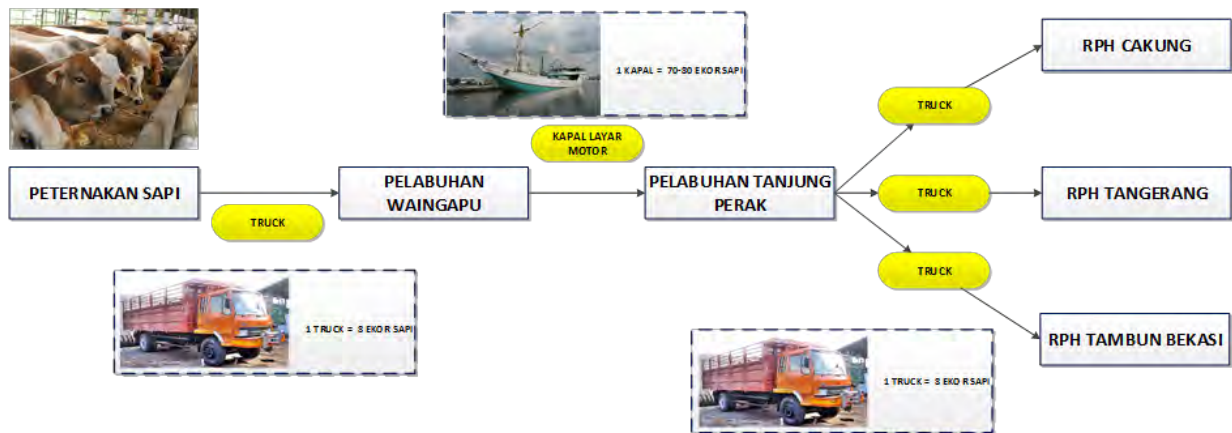 1 KAPAL = 70-80 EKOR SAPI
KAPAL LAYAR
MOTOR
PETERNAKAN SAPI
TRUCK
PELABUHAN
WAINGAPU
PELABUHAN TANJUNG
PERAK
TRUCK
RPH CAKUNG
TRUCK
RPH TANGERANG
TRUCK
RPH TAMBUN BEKASI
1 TRUCK = 8 EKOR SAPI
1 TRUCK = 8 EKOR SAPI